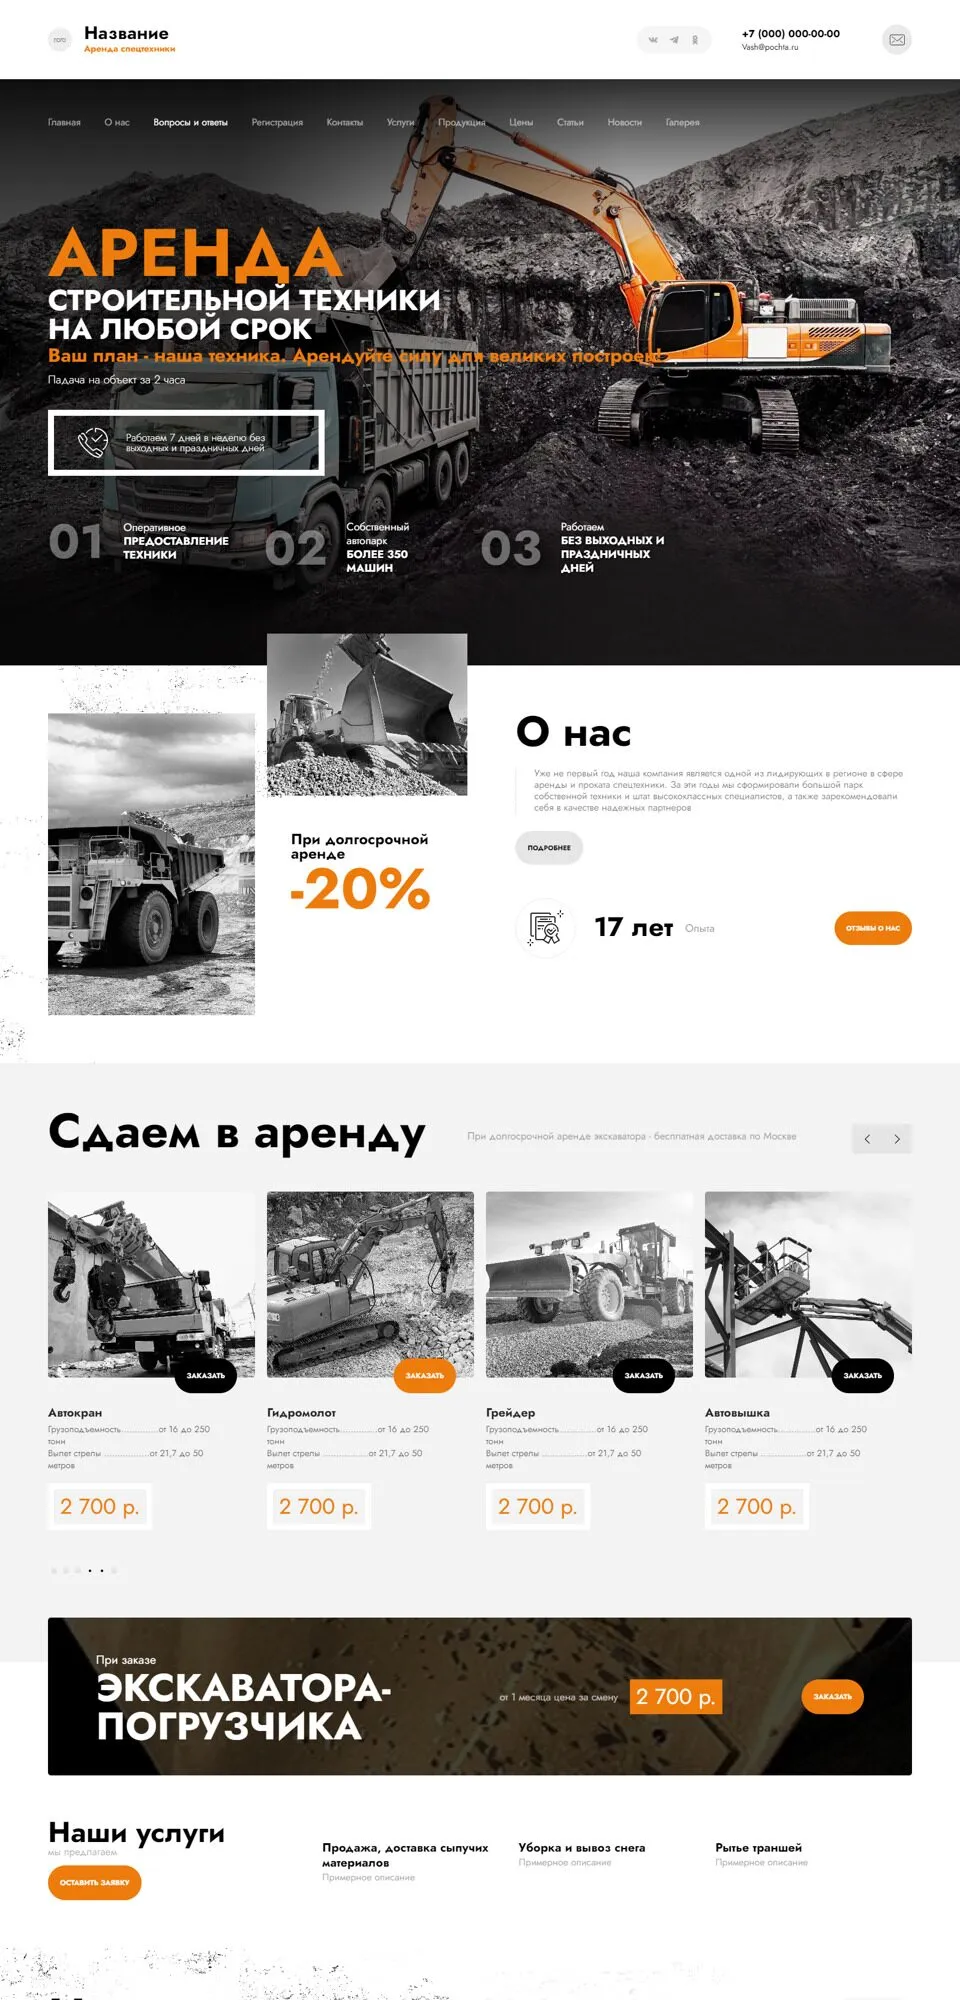 лого
Название
Аренда спецтехники
+7 (000) 000-00-00
Vash@pochta.ru
Главная О нас Вопросы и ответы Регистрация Контакты Услуги Продукция Цены Статьи Новости Галерея
АРЕНДА
СТРОИТЕЛЬНОЙ ТЕХНИКИ
НА ЛЮБОЙ СРОК
Ваш план - наша техника. Арендуйте силу для великих построек!
Падача на объект за 2 часа
Работаем 7 дней в неделю без
выходных и праздничных дней
01
Оперативное
ПРЕДОСТАВЛЕНИЕ
ТЕХНИКИ
02
Собственный
автопарк
БОЛЕЕ 350
МАШИН
03
Работаем
БЕЗ ВЫХОДНЫХ И
ПРАЗДНИЧНЫХ
ДНЕЙ
При долгосрочной
аренде
-20%
О нас
Уже не первый год наша компания является одной из лидирующих в регионе в сфере
аренды и проката спецтехники. За эти годы мы сформировали большой парк
собственной техники и штат высококлассных специалистов, а также зарекомендовали
себя в качестве надежных партнеров
ПОДРОБНЕЕ
17 лет Опыта
ОТЗЫВЫ О НАС
Сдаем в аренду
При долгосрочной аренде экскаватора - бесплатная доставка по Москве
ЗАКАЗАТЬ
Автокран
Грузоподъемность...............от 16 до 250
тонн
Вылет стрелы ..................от 21,7 до 50
метров
2 700 р.
ЗАКАЗАТЬ
Гидромолот
Грузоподъемность...............от 16 до 250
тонн
Вылет стрелы ..................от 21,7 до 50
метров
2 700 р.
ЗАКАЗАТЬ
Грейдер
Грузоподъемность...............от 16 до 250
тонн
Вылет стрелы ..................от 21,7 до 50
метров
2 700 р.
ЗАКАЗАТЬ
Автовышка
Грузоподъемность...............от 16 до 250
тонн
Вылет стрелы ..................от 21,7 до 50
метров
2 700 р.
При заказе
ЭКСКАВАТОРА-
ПОГРУЗЧИКА
от 1 месяца цена за смену
2 700 р.
ЗАКАЗАТЬ
Наши услуги
мы предлагаем
ОСТАВИТЬ ЗАЯВКУ
Продажа, доставка сыпучих
материалов
Примерное описание
Уборка и вывоз снега
Примерное описание
Рытье траншей
Примерное описание